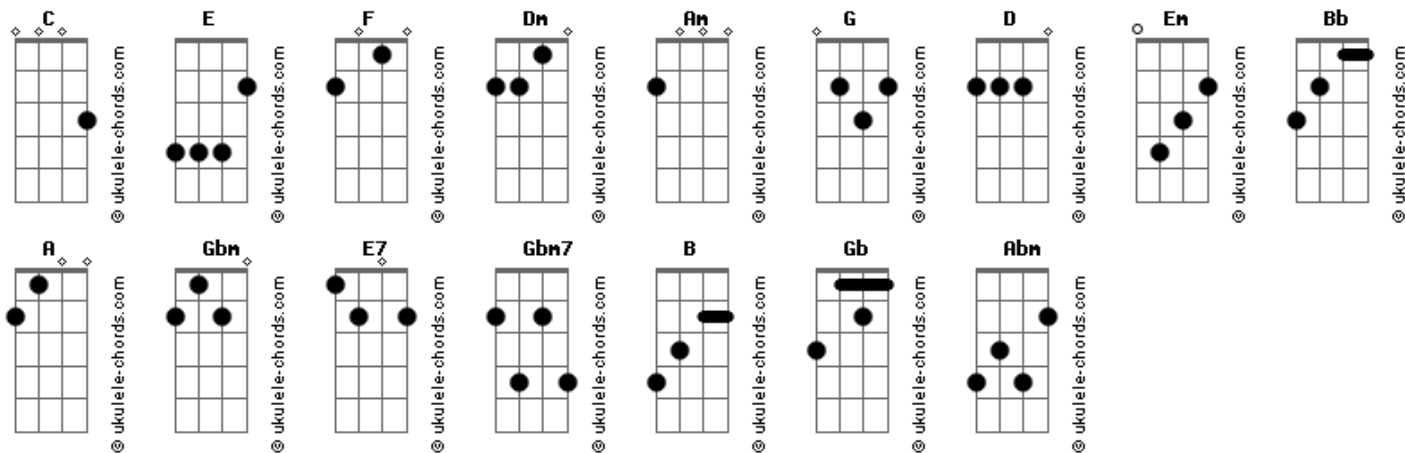 C E F Dm Am G D Em Bb
© ukulele-chords.com © ukulele-chords.com © ukulele-chords.com © ukulele-chords.com © ukulele-chords.com © ukulele-chords.com © ukulele-chords.com © ukulele-chords.com © ukulele-chords.com
A Gbm E7 Gbm7 B Gb Abm
© ukulele-chords.com © ukulele-chords.com © ukulele-chords.com © ukulele-chords.com © ukulele-chords.com © ukulele-chords.com © ukulele-chords.com